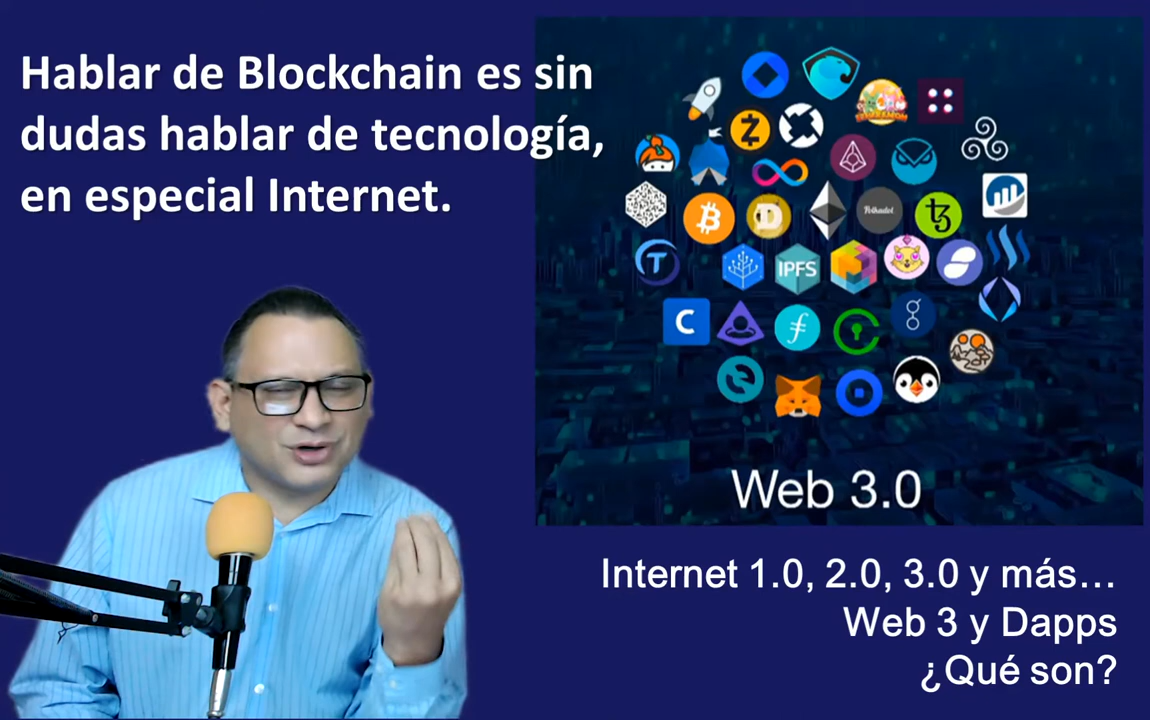 Hablar de Blockchain es sin
dudas hablar de tecnología,
en especial Internet.
Polkadot
IPFS
Web 3.0
Internet 1.0, 2.0, 3.0 y más...
Web 3 y Dapps
¿Qué son?